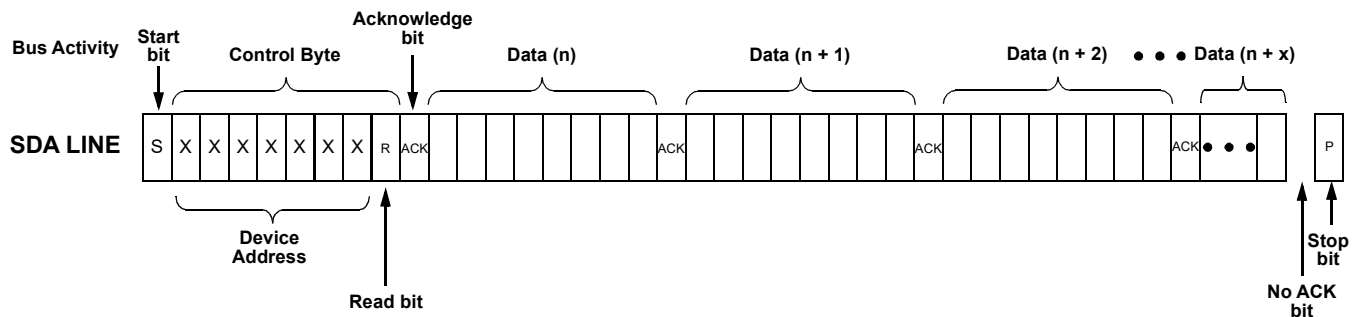 Bus Activity
Start
bit
Control Byte
Acknowledge
bit
Data (n)
Data (n + 1)
Data (n + 2) • • • Data (n + x)
SDA LINE
S X X X X X X X R ACK ACK ACK ACK • • • P
Device
Address
Read bit
No ACK
bit
Stop
bit